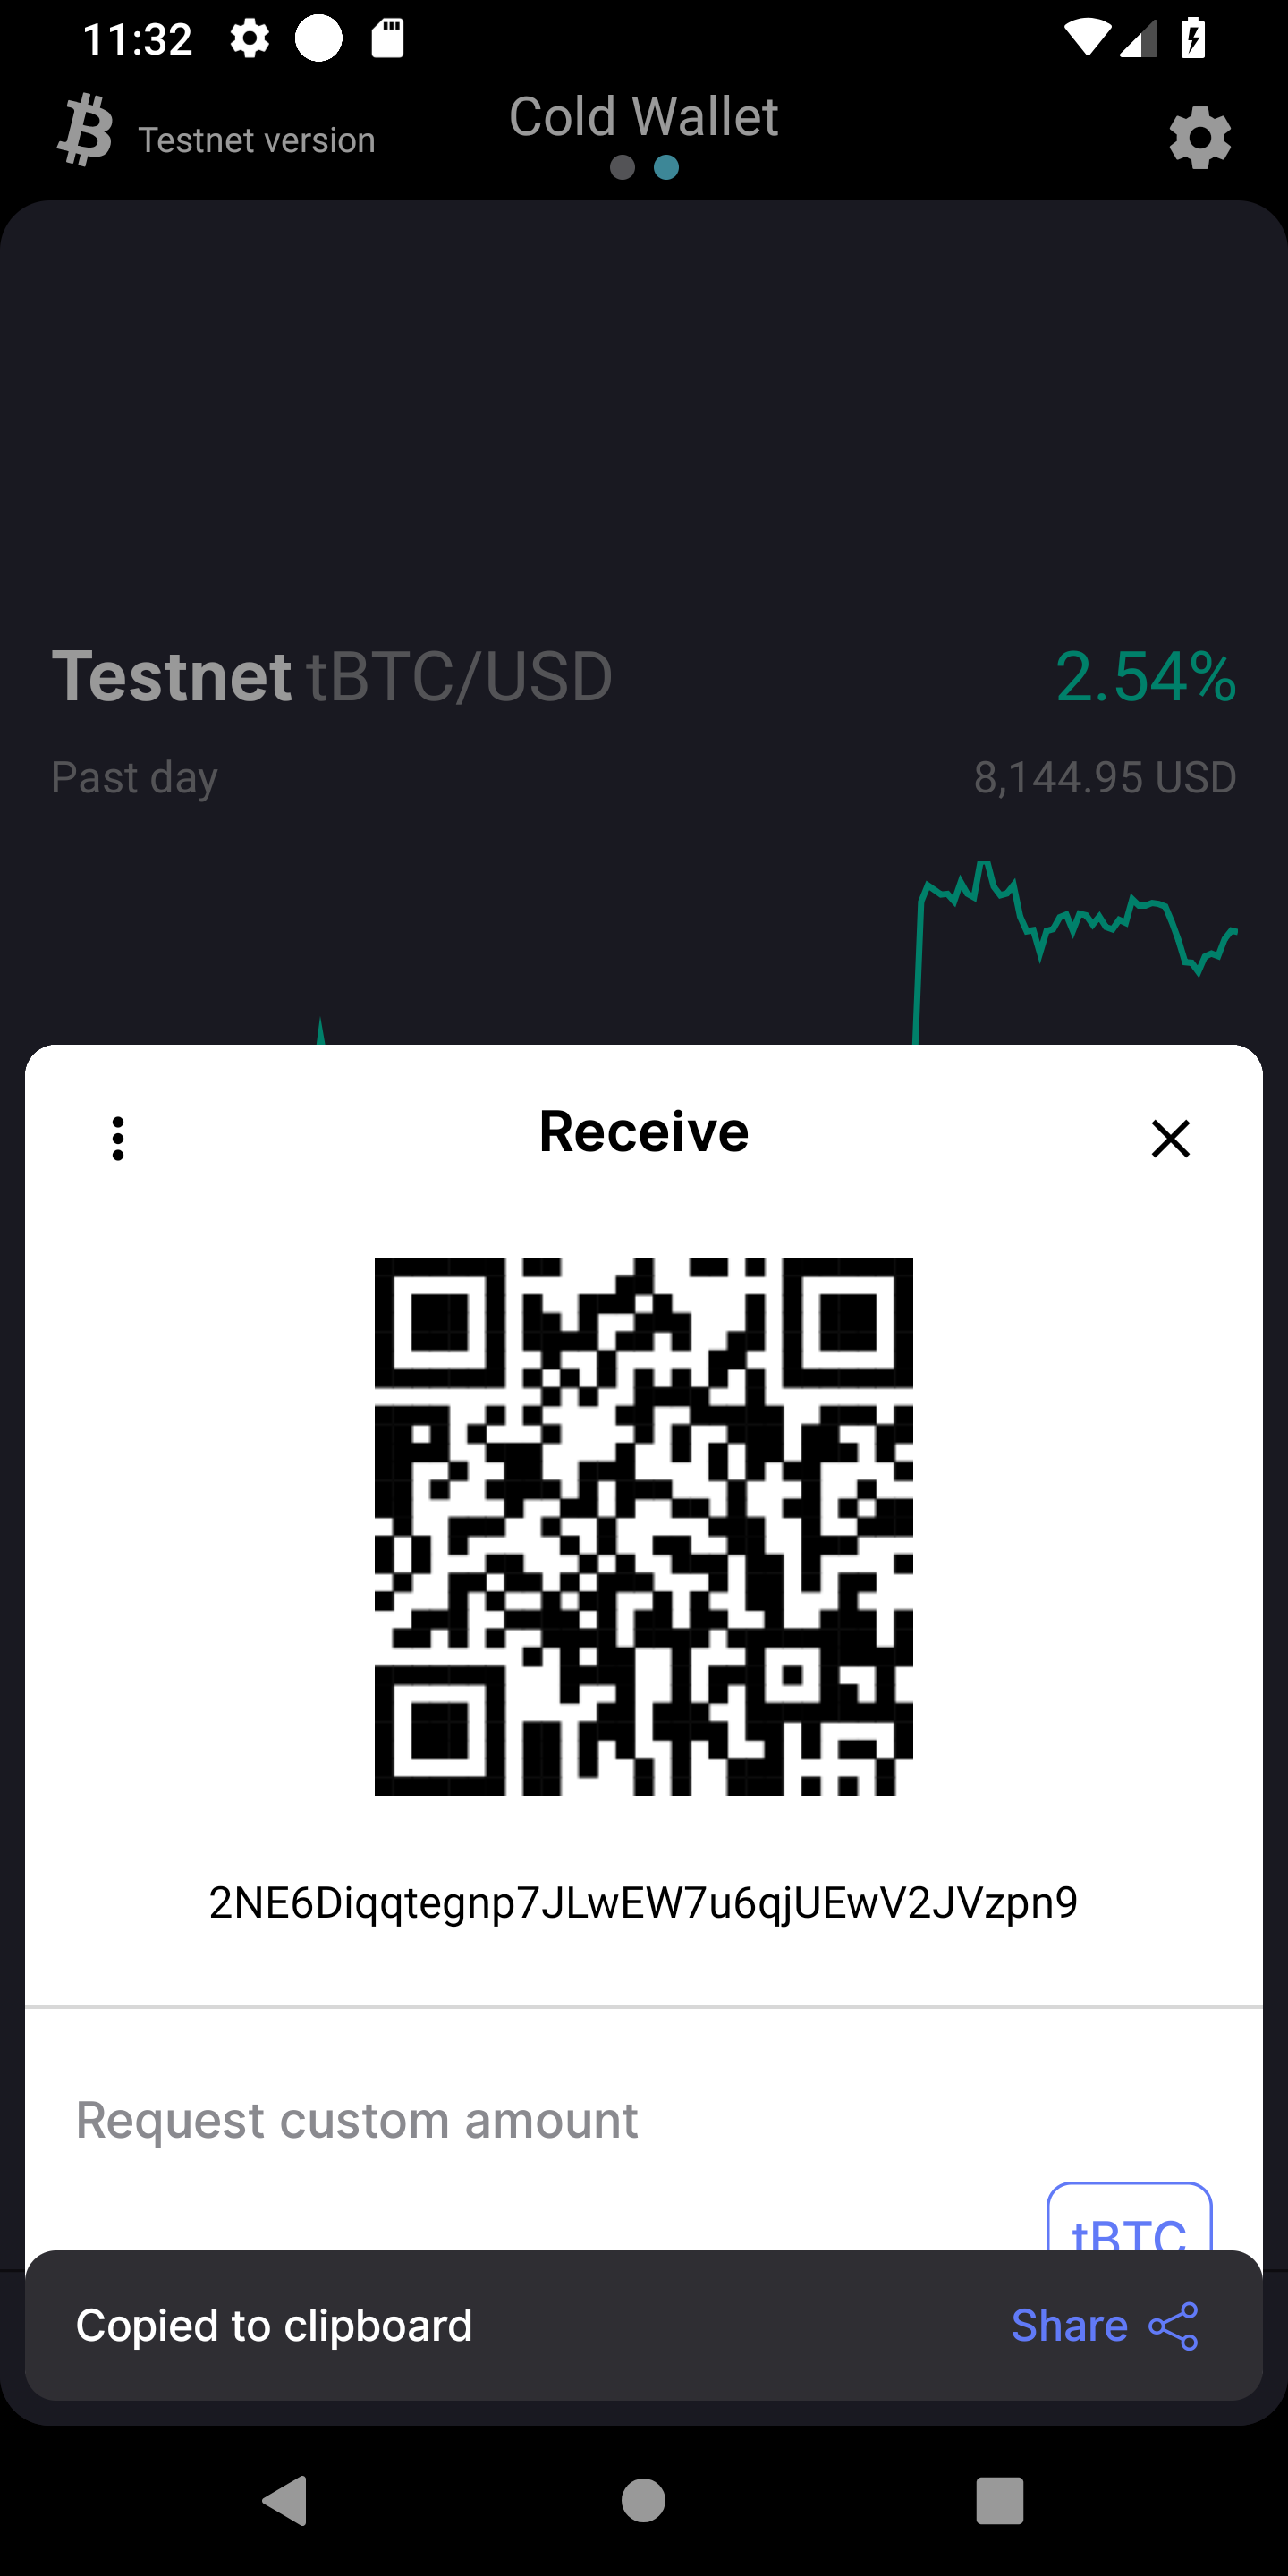 11:32
Testnet version
Cold Wallet
Testnet tBTC/USD
2.54%
Past day
8,144.95 USD
Receive
2NE6Diqqtegnp7JLwEW7u6qjUEwV2JVzpn9
Request custom amount
tBTC
Copied to clipboard
Share